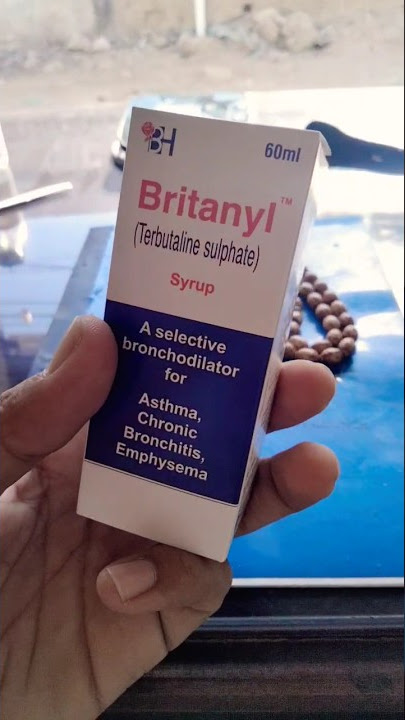 BH
60ml
Britanyl™
(Terbutaline sulphate)
Syrup
A selective
bronchodilator
for
Asthma,
Chronic
Bronchitis,
Emphysema